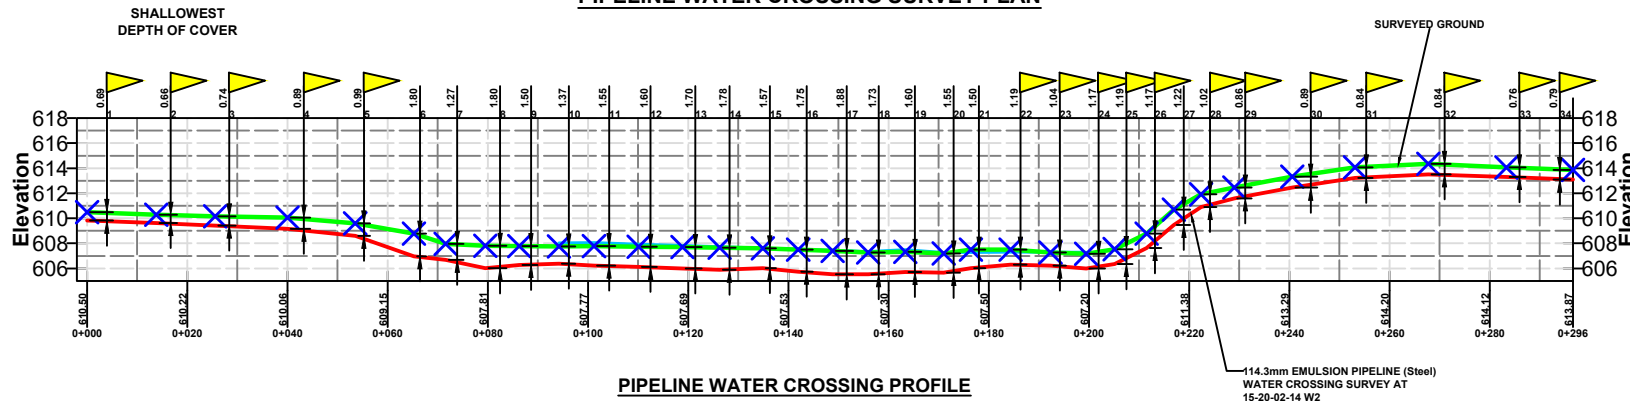 PIPELINE WATER CROSSING SURVEY PLAN
SHALLOWEST
DEPTH OF COVER
SURVEYED GROUND
0.69 0.66 0.74 0.89 0.99 1.80 1.27 1.80 1.50 1.37 1.55 1.60 1.70 1.78 1.57 1.75 1.88 1.73 1.60 1.55 1.50 1.19 1.04 1.17 1.19 1.17 1.22 1.02 0.86 0.89 0.84 0.84 0.76 0.79
1 2 3 4 5 6 7 8 9 10 11 12 13 14 15 16 17 18 19 20 21 22 23 24 25 26 27 28 29 30 31 32 33 34
Elevation
618
616
614
612
610
608
606
618
616
614
612
610
608
606
Elevation
610.50 610.22 610.06 609.15 607.81 607.77 607.69 607.53 607.30 607.50 607.20 611.38 613.29 614.20 614.12 613.87
0+000 0+020 0+040 0+060 0+080 0+100 0+120 0+140 0+160 0+180 0+200 0+220 0+240 0+260 0+280 0+296
114.3mm EMULSION PIPELINE (Steel)
WATER CROSSING SURVEY AT
15-20-02-14 W2
PIPELINE WATER CROSSING PROFILE